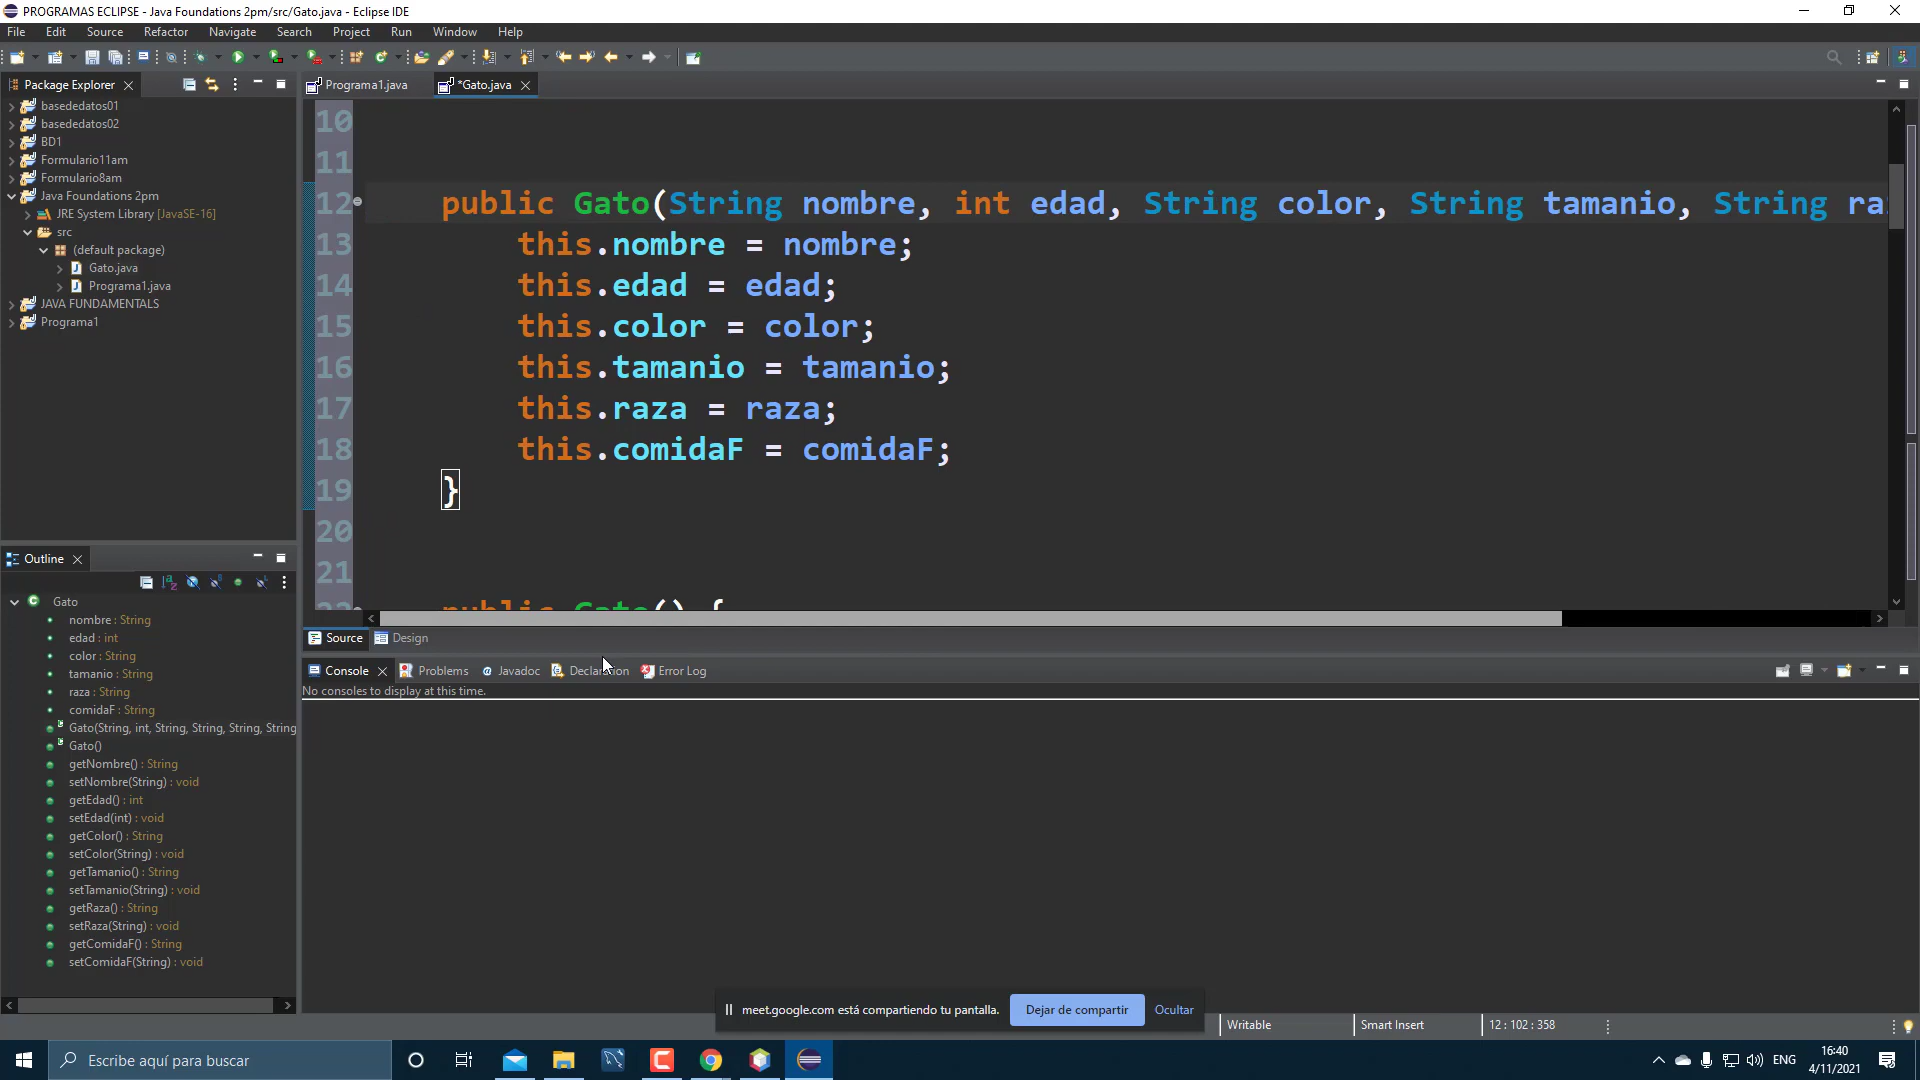 PROGRAMAS ECLIPSE - Java Foundations 2pm/src/Gato.java - Eclipse IDE
File Edit Source Refactor Navigate Search Project Run Window Help
Package Explorer
basededatos01
basededatos02
BD1
Formulario11am
Formulario8am
Java Foundations 2pm
JRE System Library [JavaSE-16]
src
(default package)
Gato.java
Programa1.java
JAVA FUNDAMENTALS
Programa1
Programa1.java *Gato.java
10
11
12 public Gato(String nombre, int edad, String color, String tamanio, String ra
13 this.nombre = nombre;
14 this.edad = edad;
15 this.color = color;
16 this.tamanio = tamanio;
17 this.raza = raza;
18 this.comidaF = comidaF;
19 }
20
21
22 public Gato() {
Source Design
Outline
Gato
nombre : String
edad : int
color : String
tamanio : String
raza : String
comidaF : String
Gato(String, int, String, String, String, String
Gato()
getNombre() : String
setNombre(String) : void
getEdad() : int
setEdad(int) : void
getColor() : String
setColor(String) : void
getTamanio() : String
setTamanio(String) : void
getRaza() : String
setRaza(String) : void
getComidaF() : String
setComidaF(String) : void
Console Problems Javadoc Declaration Error Log
No consoles to display at this time.
meet.google.com está compartiendo tu pantalla. Dejar de compartir Ocultar
Writable Smart Insert 12 : 102 : 358
Escribe aquí para buscar
ENG
16:40
4/11/2021